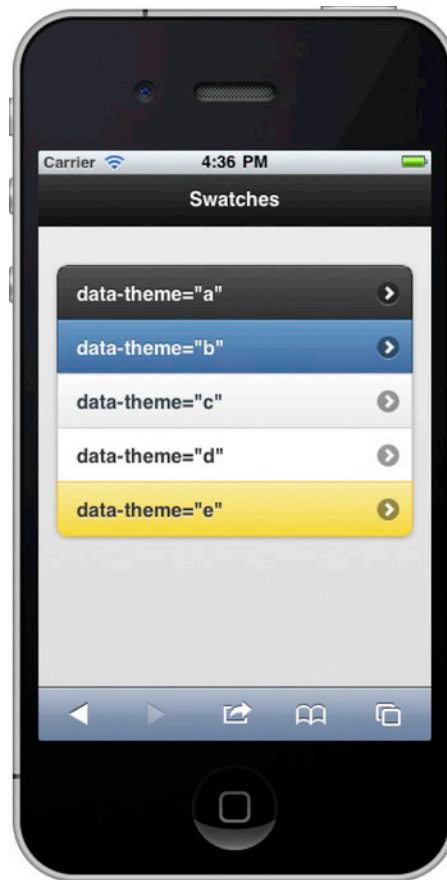 Carrier 4:36 PM
Swatches
data-theme="a"
data-theme="b"
data-theme="c"
data-theme="d"
data-theme="e"